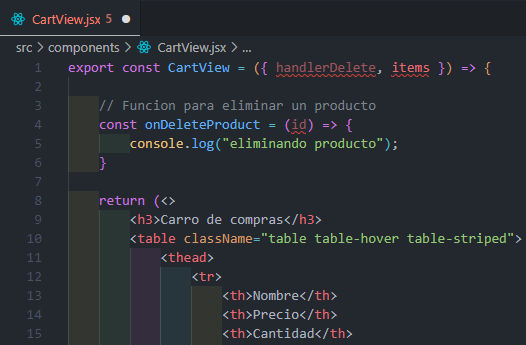 CartView.jsx 5
src > components > CartView.jsx > ...
1 export const CartView = ({ handlerDelete, items }) => {
2
3 // Funcion para eliminar un producto
4 const onDeleteProduct = (id) => {
5 console.log("eliminando producto");
6 }
7
8 return (<>
9 <h3>Carro de compras</h3>
10 <table className="table table-hover table-striped">
11 <thead>
12 <tr>
13 <th>Nombre</th>
14 <th>Precio</th>
15 <th>Cantidad</th>